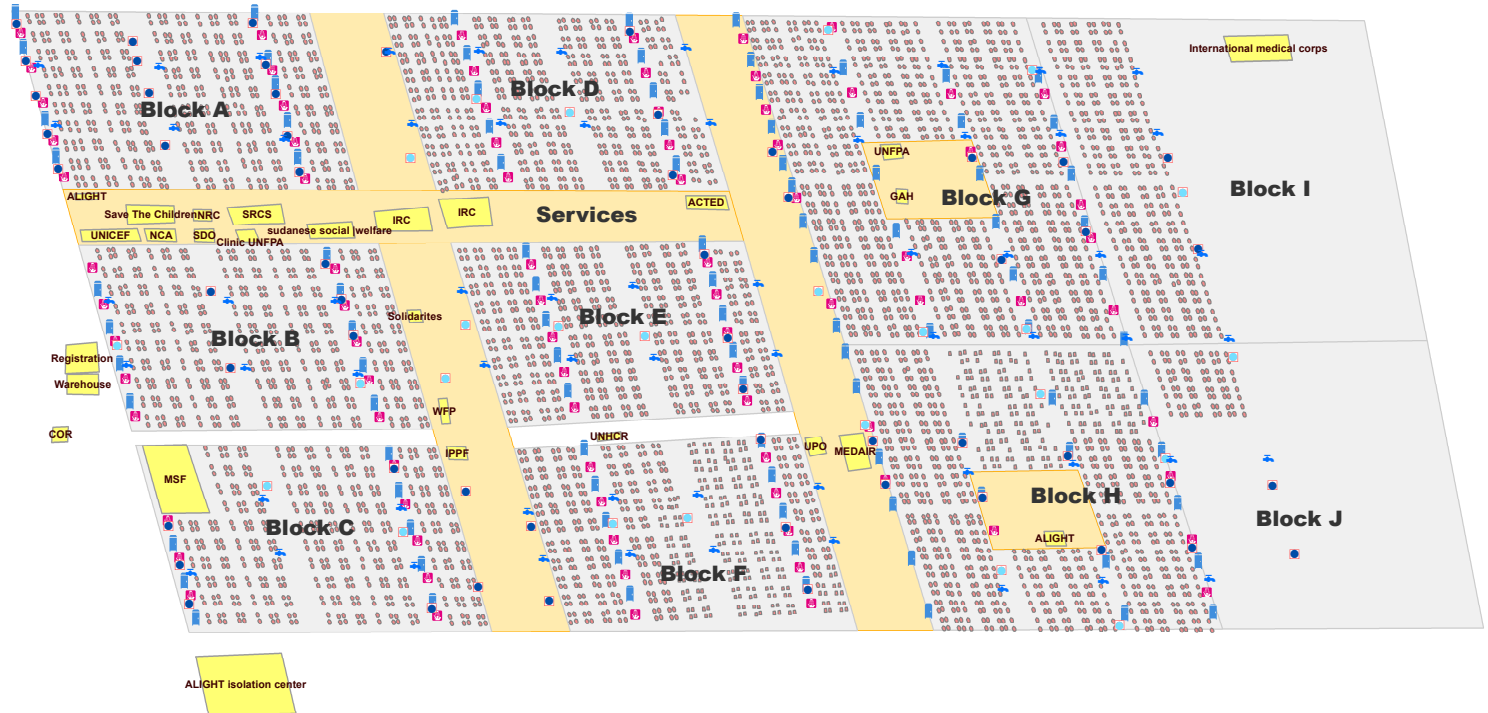 International medical corps
Block A
Block D
Block I
UNFPA
GAH
Block G
ALIGHT
Save The Children
NRC
SRCS
IRC
IRC
Services
ACTED
UNICEF
NCA
SDO
Clinic UNFPA
sudanese social welfare
Solidarites
Block E
Block B
Registration
Warehouse
WFP
COR
UNHCR
IPPF
UPO
MEDAIR
MSF
Block H
Block C
Block J
ALIGHT
Block F
ALIGHT isolation center